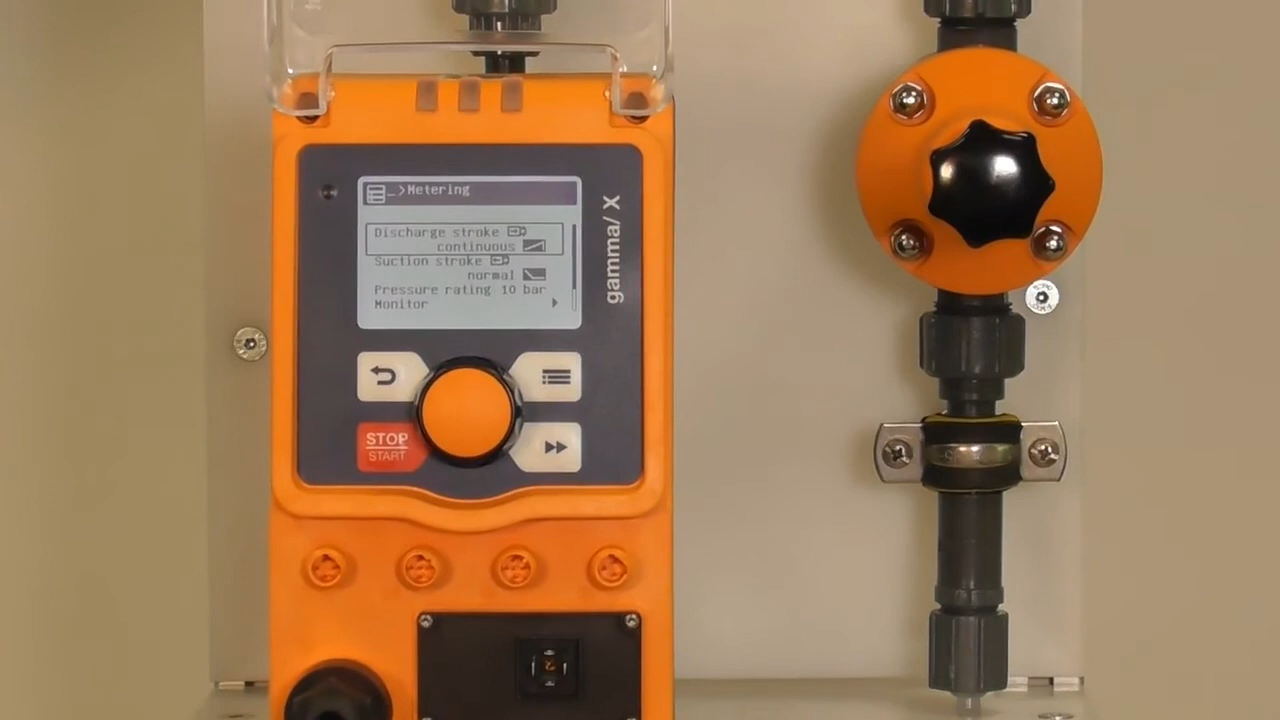 _>Metering
Discharge stroke
continuous
Suction stroke
normal
Pressure rating 10 bar
Monitor
gamma/ X
STOP
START